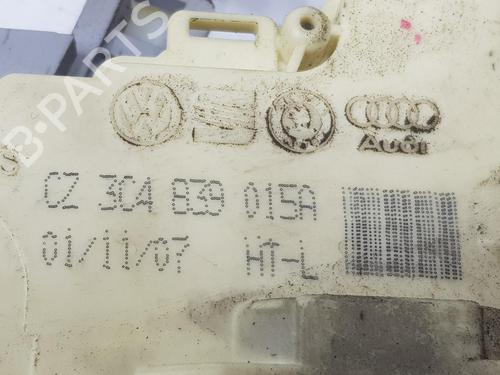 B-PARTS
Audi
CZ 3C4 839 015A
01/11/07 HT-L